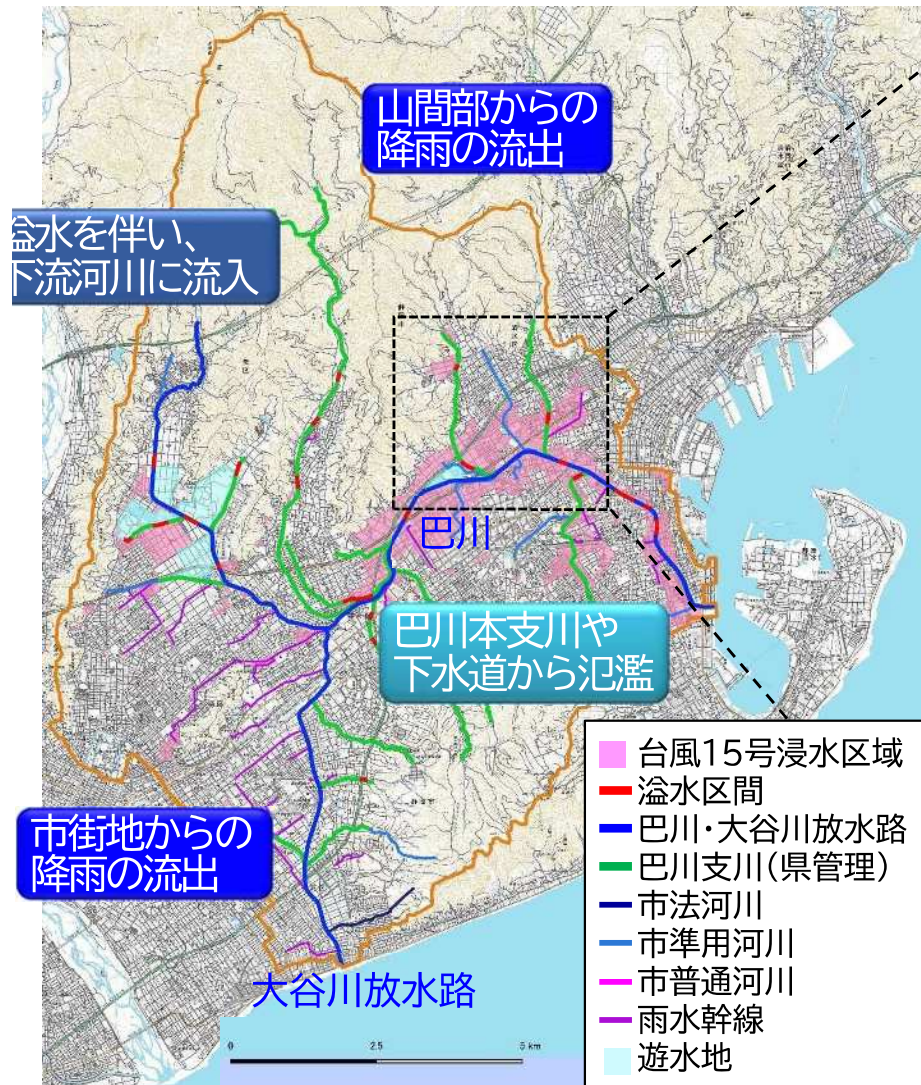 山間部からの
降雨の流出
溢水を伴い、
下流河川に流入
巴川
巴川本支川や
下水道から氾濫
市街地からの
降雨の流出
大谷川放水路
0 2.5 5 km
台風15号浸水区域
溢水区間
巴川・大谷川放水路
巴川支川(県管理)
市法河川
市準用河川
市普通河川
雨水幹線
遊水地